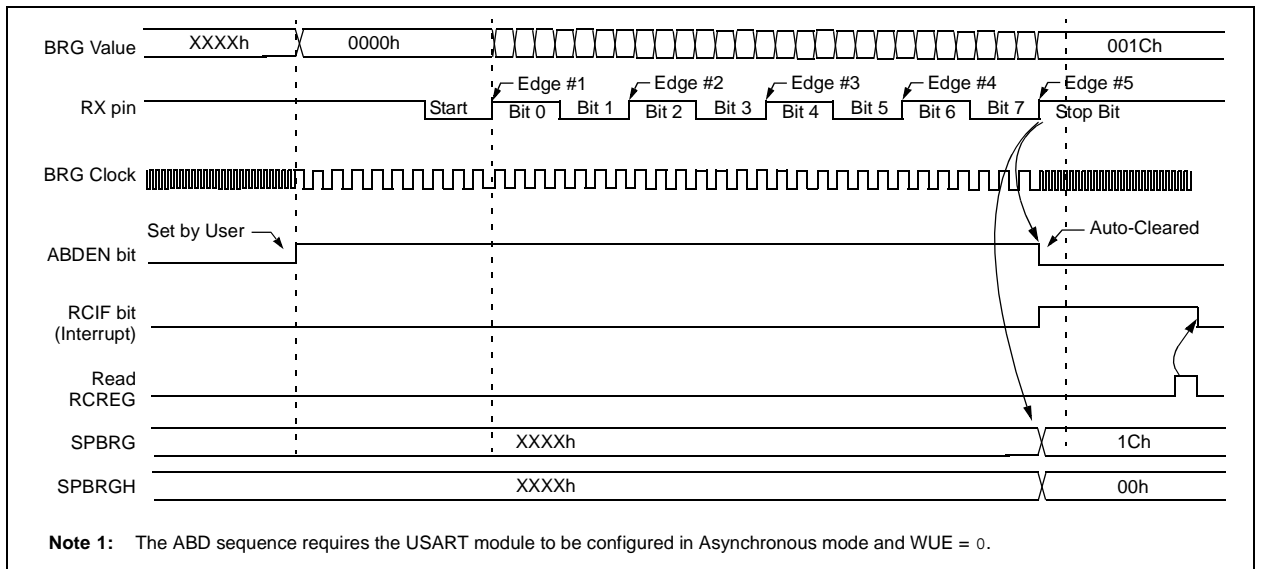 BRG Value XXXXh 0000h 001Ch
Edge #1 Edge #2 Edge #3 Edge #4 Edge #5
RX pin Start Bit 0 Bit 1 Bit 2 Bit 3 Bit 4 Bit 5 Bit 6 Bit 7 Stop Bit
BRG Clock
Set by User Auto-Cleared
ABDEN bit
RCIF bit
(Interrupt)
Read
RCREG
SPBRG XXXXh 1Ch
SPBRGH XXXXh 00h
Note 1: The ABD sequence requires the USART module to be configured in Asynchronous mode and WUE = 0.